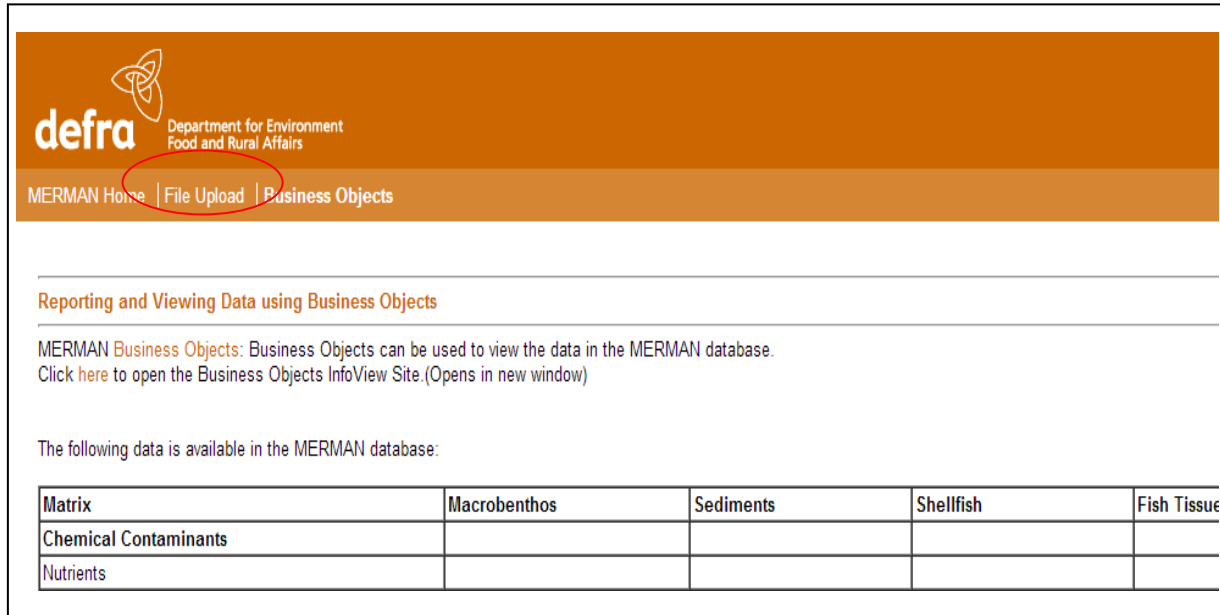 defra
Department for Environment
Food and Rural Affairs
MERMAN Home | File Upload | Business Objects
Reporting and Viewing Data using Business Objects
MERMAN Business Objects: Business Objects can be used to view the data in the MERMAN database.
Click here to open the Business Objects InfoView Site.(Opens in new window)
The following data is available in the MERMAN database:
Matrix Macrobenthos Sediments Shellfish Fish Tissue
Chemical Contaminants
Nutrients